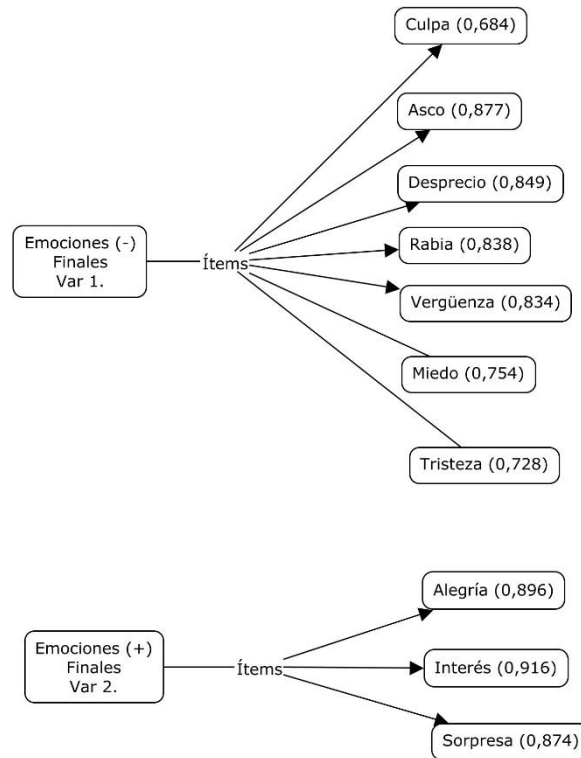 Culpa (0,684)
Asco (0,877)
Desprecio (0,849)
Emociones (-)
Finales
Var 1.
Ítems
Rabia (0,838)
Vergüenza (0,834)
Miedo (0,754)
Tristeza (0,728)
Alegría (0,896)
Emociones (+)
Finales
Var 2.
Ítems
Interés (0,916)
Sorpresa (0,874)